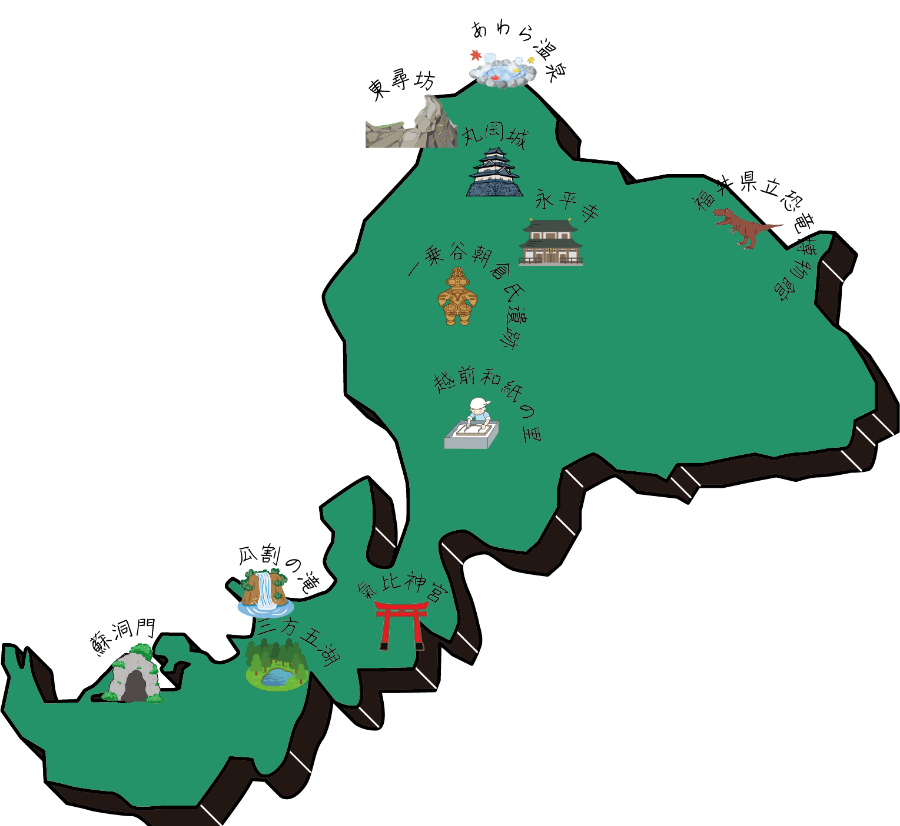 あわら温泉
東尋坊
丸岡城
福井県立恐竜博物館
永平寺
一乗谷朝倉氏遺跡
越前和紙の里
瓜割の滝
氣比神宮
三方五湖
蘇洞門